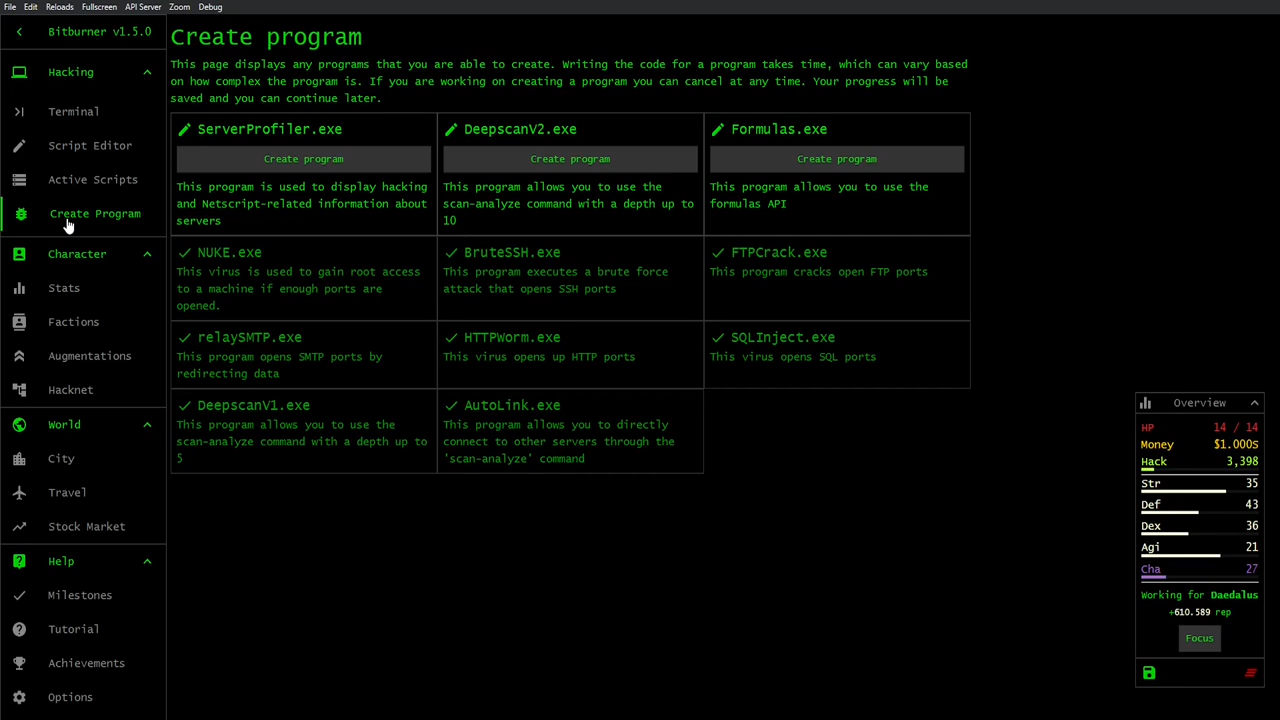 File Edit Reloads Fullscreen API Server Zoom Debug
Bitburner v1.5.0
Hacking
Terminal
Script Editor
Active Scripts
Create Program
Character
Stats
Factions
Augmentations
Hacknet
World
City
Travel
Stock Market
Help
Milestones
Tutorial
Achievements
Options
Create program
This page displays any programs that you are able to create. Writing the code for a program takes time, which can vary based
on how complex the program is. If you are working on creating a program you can cancel at any time. Your progress will be
saved and you can continue later.
ServerProfiler.exe
Create program
This program is used to display hacking
and Netscript-related information about
servers
DeepscanV2.exe
Create program
This program allows you to use the
scan-analyze command with a depth up to
10
Formulas.exe
Create program
This program allows you to use the
formulas API
NUKE.exe
This virus is used to gain root access
to a machine if enough ports are
opened.
BruteSSH.exe
This program executes a brute force
attack that opens SSH ports
FTPCrack.exe
This program cracks open FTP ports
relaySMTP.exe
This program opens SMTP ports by
redirecting data
HTTPWorm.exe
This virus opens up HTTP ports
SQLInject.exe
This virus opens SQL ports
DeepscanV1.exe
This program allows you to use the
scan-analyze command with a depth up to
5
AutoLink.exe
This program allows you to directly
connect to other servers through the
'scan-analyze' command
Overview
HP 14 / 14
Money $1.000S
Hack 3,398
Str 35
Def 43
Dex 36
Agi 21
Cha 27
Working for Daedalus
+610.589 rep
Focus